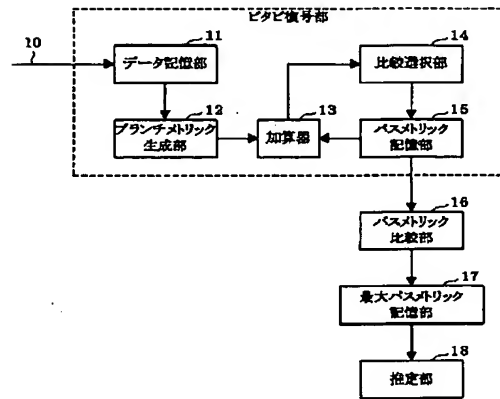 ビタビ復号部
10
11
データ記憶部
12
ブランチメトリック
生成部
13
加算器
14
比較選択部
15
パスメトリック
記憶部
16
パスメトリック
比較部
17
最大パスメトリック
記憶部
18
推定部